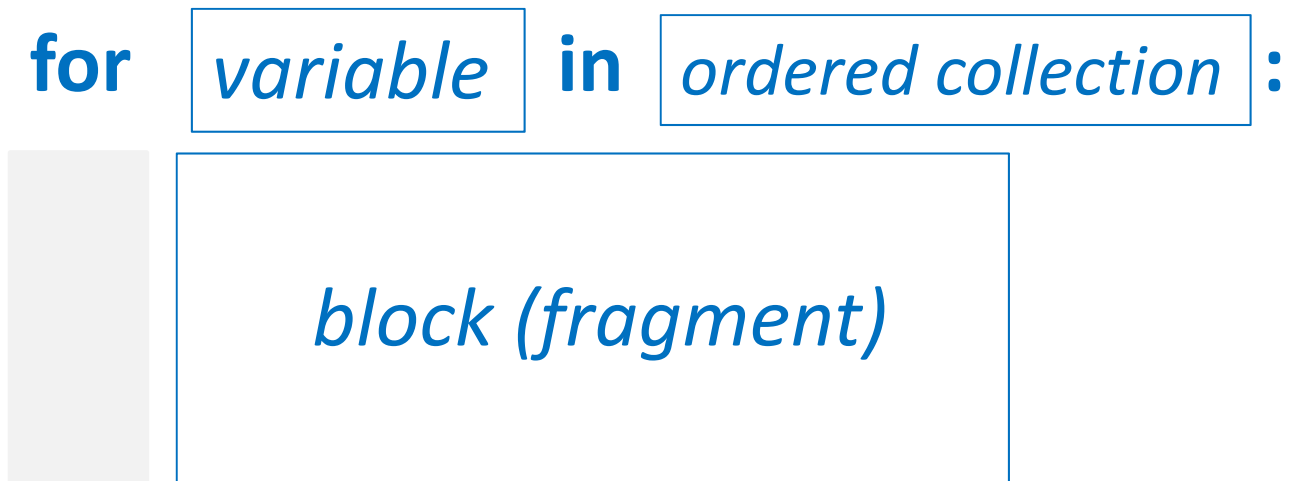 for variable in ordered collection :
block (fragment)